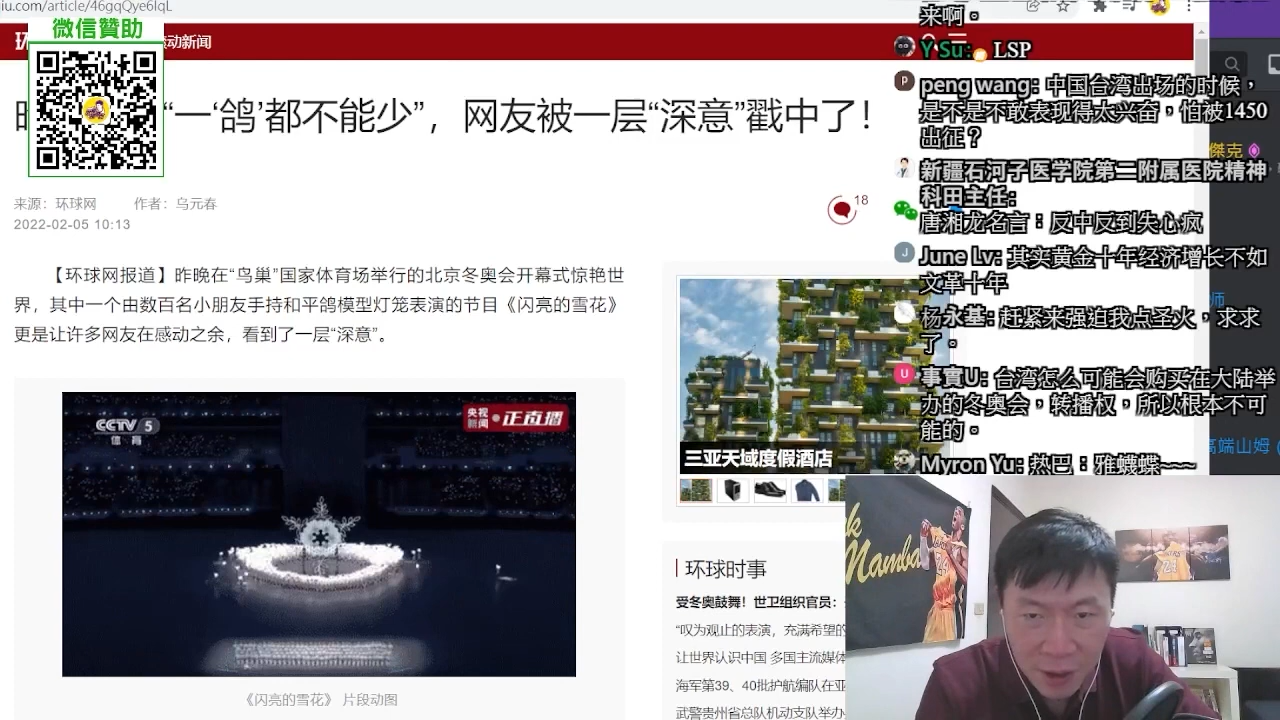 iu.com/article/46gqQye6lqL
微信贊助
动新闻
“一‘鸽’都不能少”，网友被一层“深意”戳中了！
来源：环球网 作者：乌元春
2022-02-05 10:13
18
【环球网报道】昨晚在“鸟巢”国家体育场举行的北京冬奥会开幕式惊艳世
界，其中一个由数百名小朋友手持和平鸽模型灯笼表演的节目《闪亮的雪花》
更是让许多网友在感动之余，看到了一层“深意”。
CCTV 5
体育
央视
新闻
正直播
《闪亮的雪花》 片段动图
三亚天域度假酒店
环球时事
受冬奥鼓舞！世卫组织官员：
“叹为观止的表演，充满希望的
让世界认识中国 多国主流媒体
海军第39、40批护航编队在亚
武警贵州省总队机动支队举办
来啊。
Y Su: LSP
peng wang: 中国台湾出场的时候，
是不是不敢表现得太兴奋，怕被1450
出征？
新疆石河子医学院第二附属医院精神
科田主任:
唐湘龙名言：反中反到失心疯
June Lv: 其实黄金十年经济增长不如
文革十年
杨永基: 赶紧来强迫我点圣火，求求
了。
事實U: 台湾怎么可能会购买在大陆举
办的冬奥会，转播权，所以根本不可
能的。
Myron Yu: 热巴：雅蠛蝶~~~
傑克
师
高端山姆
Mamba